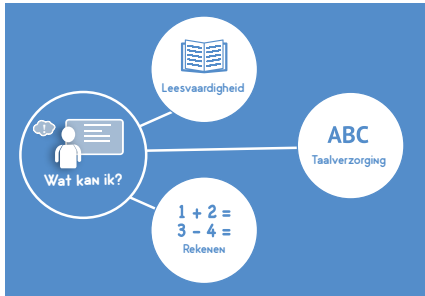 Leesvaardigheid
ABC
Taalverzorging
Wat kan ik?
1 + 2 =
3 - 4 =
Rekenen